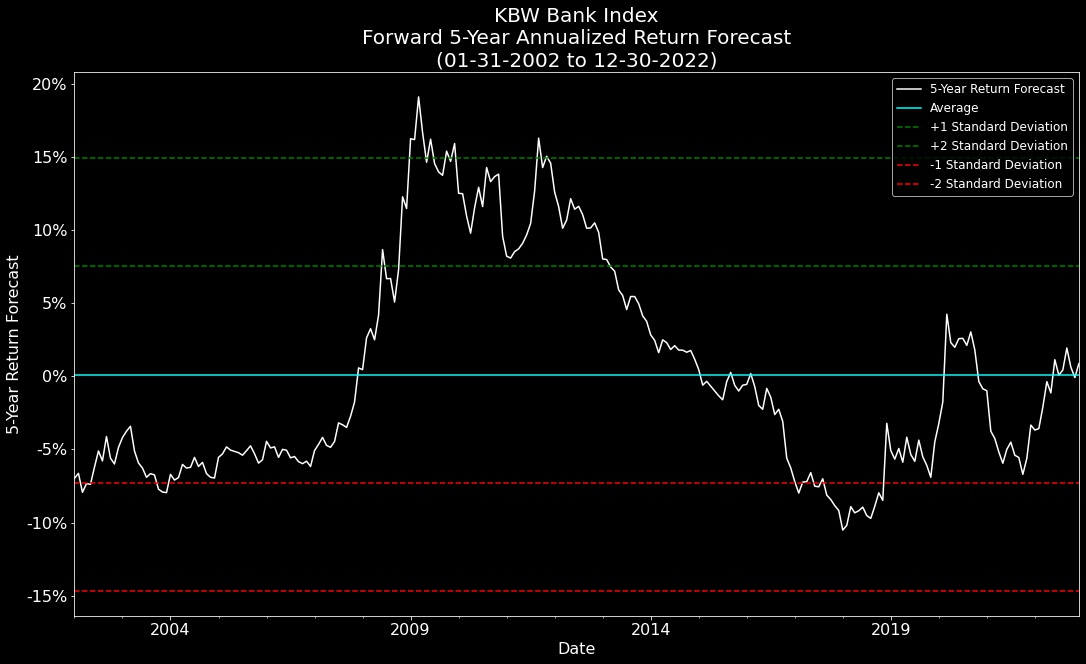 KBW Bank Index
Forward 5-Year Annualized Return Forecast
(01-31-2002 to 12-30-2022)
5-Year Return Forecast
Average
+1 Standard Deviation
+2 Standard Deviation
-1 Standard Deviation
-2 Standard Deviation
20%
15%
10%
5%
0%
-5%
-10%
-15%
5-Year Return Forecast
2004
2009
2014
2019
Date